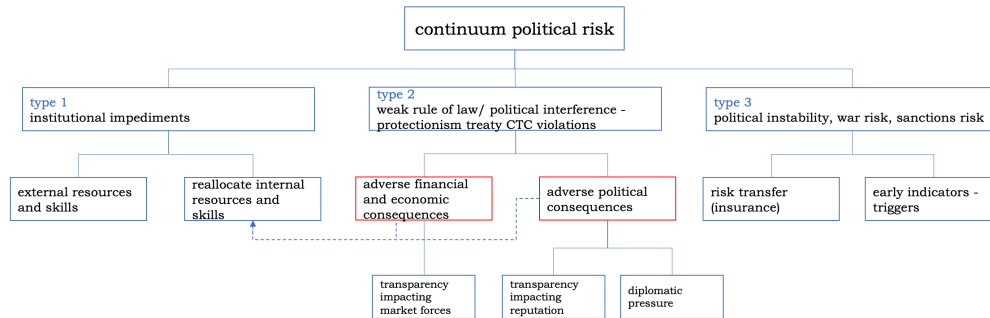 continuum political risk
type 1
institutional impediments
type 2
weak rule of law/ political interference -
protectionism treaty CTC violations
type 3
political instability, war risk, sanctions risk
external resources
and skills
reallocate internal
resources and
skills
adverse financial
and economic
consequences
adverse political
consequences
risk transfer
(insurance)
early indicators -
triggers
transparency
impacting
market forces
transparency
impacting
reputation
diplomatic
pressure